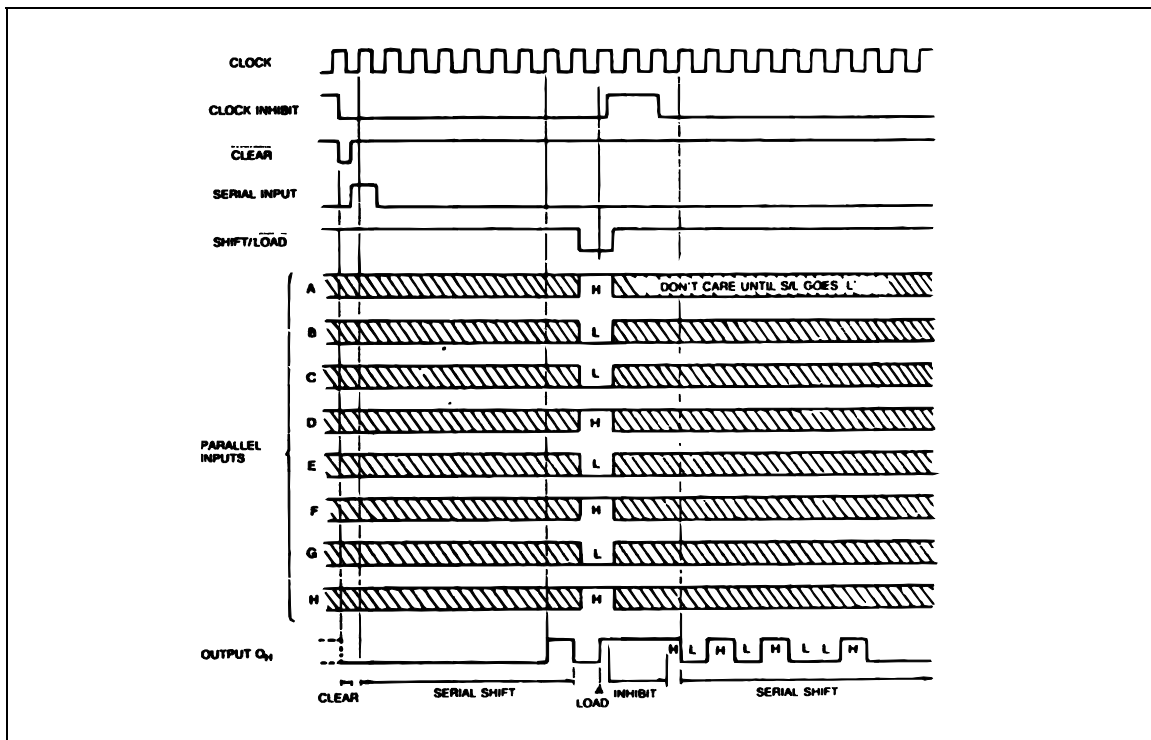 CLOCK
CLOCK INHIBIT
CLEAR
SERIAL INPUT
SHIFT/LOAD
PARALLEL
INPUTS
A H DON'T CARE UNTIL S/L GOES L'
B L
C L
D H
E L
F H
G L
H H
OUTPUT QH H L H L H L L H
CLEAR SERIAL SHIFT LOAD INHIBIT SERIAL SHIFT